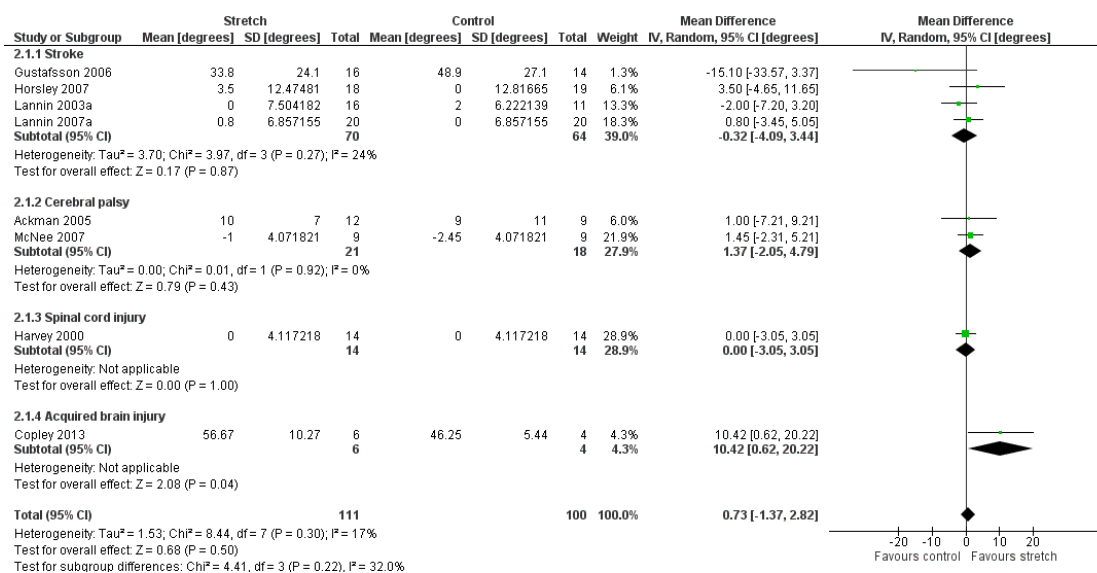 Stretch Control Mean Difference Mean Difference
Study or Subgroup Mean [degrees] SD [degrees] Total Mean [degrees] SD [degrees] Total Weight IV, Random, 95% CI [degrees] IV, Random, 95% CI [degrees]
2.1.1 Stroke
Gustafsson 2006 33.8 24.1 16 48.9 27.1 14 1.3% -15.10 [-33.57, 3.37]
Horsley 2007 3.5 12.47481 18 0 12.81665 19 6.1% 3.50 [-4.65, 11.65]
Lannin 2003a 0 7.504182 16 2 6.222139 11 13.3% -2.00 [-7.20, 3.20]
Lannin 2007a 0.8 6.857155 20 0 6.857155 20 18.3% 0.80 [-3.45, 5.05]
Subtotal (95% CI) 70 64 39.0% -0.32 [-4.09, 3.44]
Heterogeneity: Tau² = 3.70; Chi² = 3.97, df = 3 (P = 0.27); I² = 24%
Test for overall effect: Z = 0.17 (P = 0.87)
2.1.2 Cerebral palsy
Ackman 2005 10 7 12 9 11 9 6.0% 1.00 [-7.21, 9.21]
McNee 2007 -1 4.071821 9 -2.45 4.071821 9 21.9% 1.45 [-2.31, 5.21]
Subtotal (95% CI) 21 18 27.9% 1.37 [-2.05, 4.79]
Heterogeneity: Tau² = 0.00; Chi² = 0.01, df = 1 (P = 0.92); I² = 0%
Test for overall effect: Z = 0.79 (P = 0.43)
2.1.3 Spinal cord injury
Harvey 2000 0 4.117218 14 0 4.117218 14 28.9% 0.00 [-3.05, 3.05]
Subtotal (95% CI) 14 14 28.9% 0.00 [-3.05, 3.05]
Heterogeneity: Not applicable
Test for overall effect: Z = 0.00 (P = 1.00)
2.1.4 Acquired brain injury
Copley 2013 56.67 10.27 6 46.25 5.44 4 4.3% 10.42 [0.62, 20.22]
Subtotal (95% CI) 6 4 4.3% 10.42 [0.62, 20.22]
Heterogeneity: Not applicable
Test for overall effect: Z = 2.08 (P = 0.04)
Total (95% CI) 111 100 100.0% 0.73 [-1.37, 2.82]
Heterogeneity: Tau² = 1.53; Chi² = 8.44, df = 7 (P = 0.30); I² = 17%
Test for overall effect: Z = 0.68 (P = 0.50)
Test for subgroup differences: Chi² = 4.41, df = 3 (P = 0.22), I² = 32.0%
-20 -10 0 10 20
Favours control Favours stretch